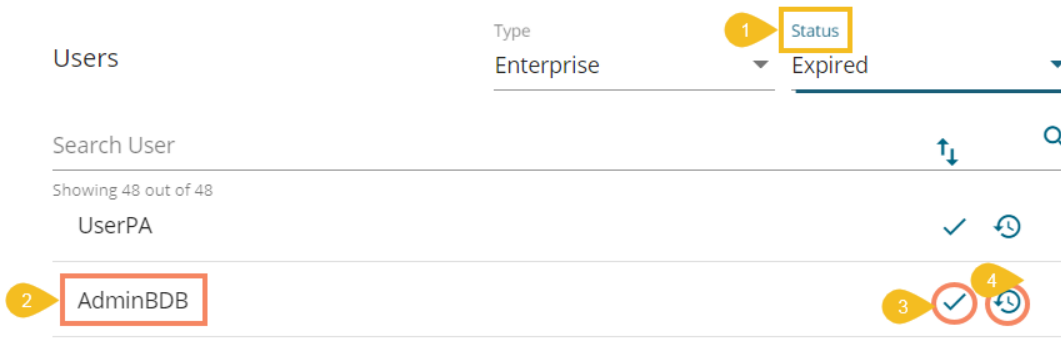 Type
1
Status
Users
Enterprise
Expired
Search User
Showing 48 out of 48
UserPA
2
AdminBDB
3
4